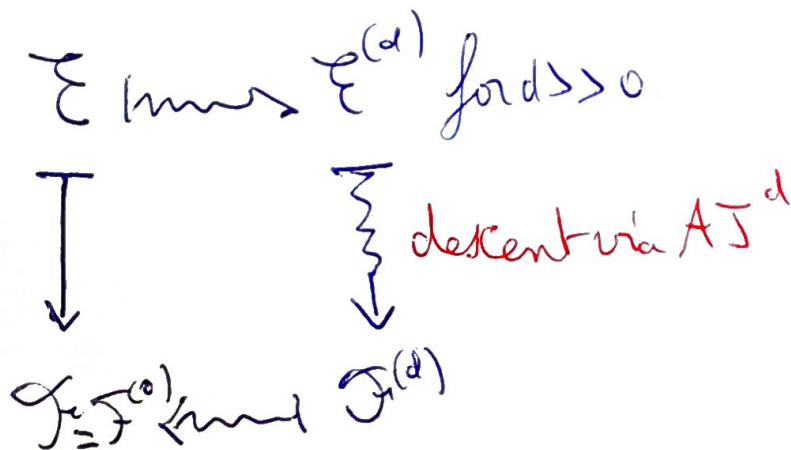 ℰ ⟿ ℰ^(d) for d>>0
descent via AJ^d
ℱ=ℱ^(0) ⟿ ℱ^(d)